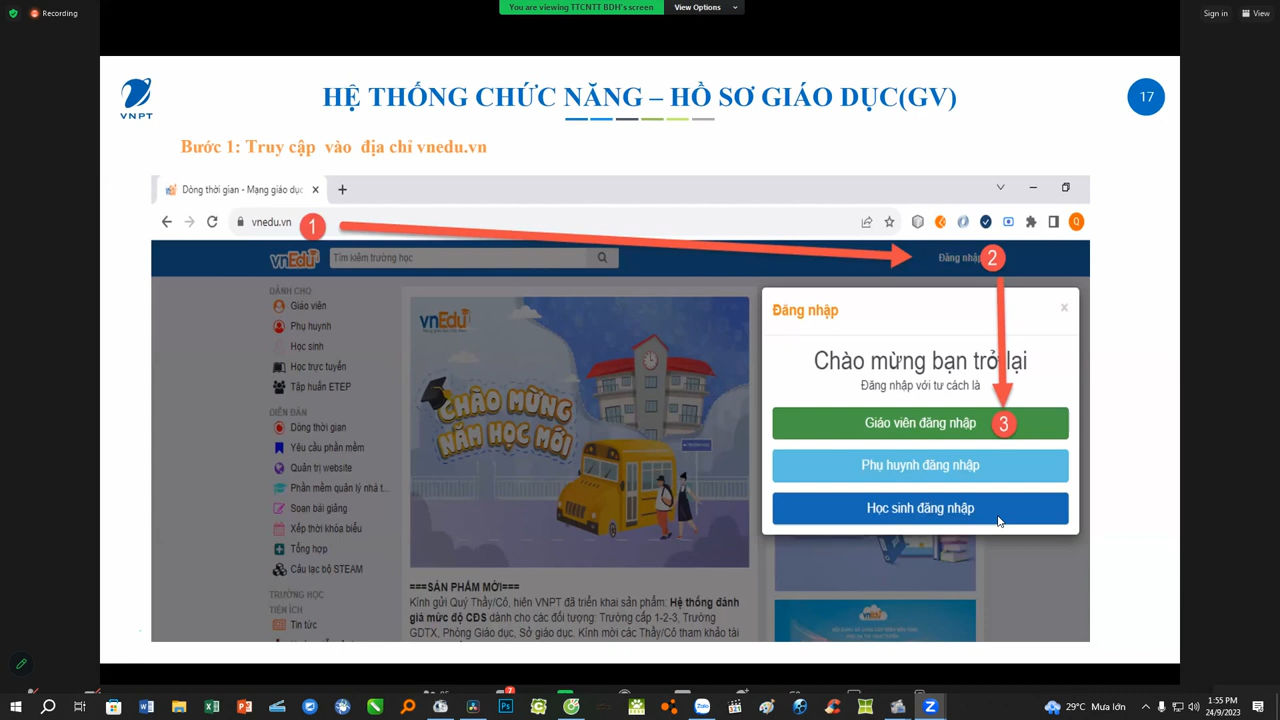 Recording
You are viewing TTCNTT BDH's screen
View Options
Sign in
View
VNPT
HỆ THỐNG CHỨC NĂNG – HỒ SƠ GIÁO DỤC(GV)
17
Bước 1: Truy cập vào địa chỉ vnedu.vn
Dòng thời gian - Mạng giáo dục
vnedu.vn
1
Q
vnEdu
Tìm kiếm trường học
Đăng nhập
2
DÀNH CHO
Giáo viên
Phụ huynh
Học sinh
Học trực tuyến
Tập huấn ETEP
DIỄN ĐÀN
Dòng thời gian
Yêu cầu phần mềm
Quản trị website
Phần mềm quản lý nhà t...
Soạn bài giảng
Xếp thời khóa biểu
Tổng hợp
Câu lạc bộ STEAM
TRƯỜNG HỌC
TIỆN ÍCH
Tin tức
vnEdu
CHÀO MỪNG
NĂM HỌC MỚI
===SẢN PHẨM MỚI===
Kính gửi Quý Thầy/Cô, hiện VNPT đã triển khai sản phẩm: Hệ thống đánh
giá mức độ CĐS dành cho các đối tượng: Trường cấp 1-2-3, Trường
GDTX, Phòng Giáo dục, Sở giáo dục. Kính mời các Thầy/Cô tham khảo tài
Đăng nhập
×
Chào mừng bạn trở lại
Đăng nhập với tư cách là
Giáo viên đăng nhập
3
Phụ huynh đăng nhập
Học sinh đăng nhập
vnEdu
29°C Mưa lớn
1:55 PM
24/9/2023